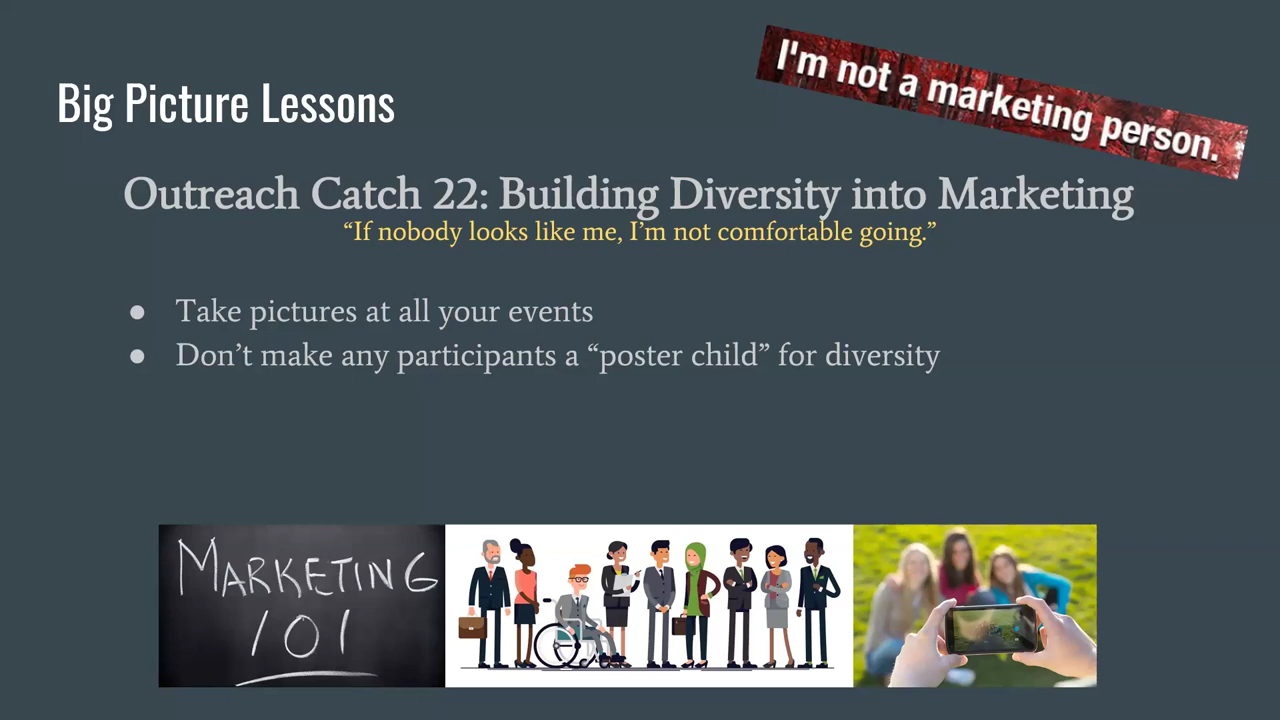 I'm not a marketing person.
Big Picture Lessons
Outreach Catch 22: Building Diversity into Marketing
“If nobody looks like me, I’m not comfortable going.”
● Take pictures at all your events
● Don’t make any participants a “poster child” for diversity
MARKETING
101